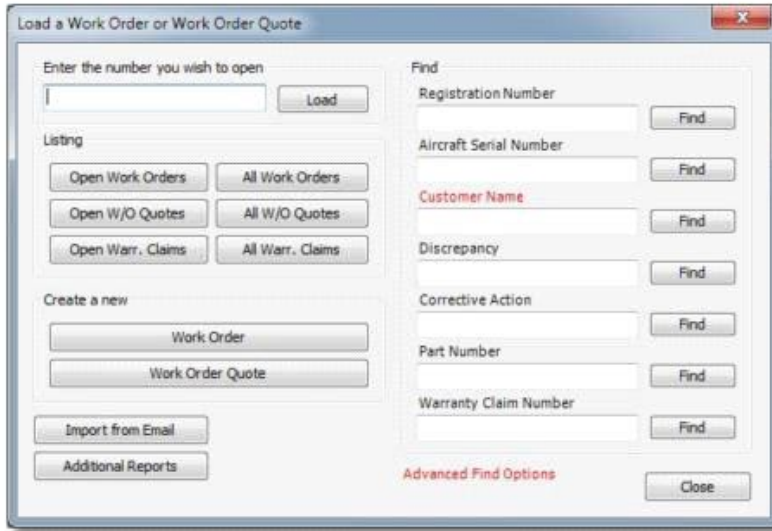 Load a Work Order or Work Order Quote
Enter the number you wish to open
Load
Listing
Open Work Orders
All Work Orders
Open W/O Quotes
All W/O Quotes
Open Warr. Claims
All Warr. Claims
Create a new
Work Order
Work Order Quote
Import from Email
Additional Reports
Find
Registration Number
Find
Aircraft Serial Number
Find
Customer Name
Find
Discrepancy
Find
Corrective Action
Find
Part Number
Find
Warranty Claim Number
Find
Advanced Find Options
Close